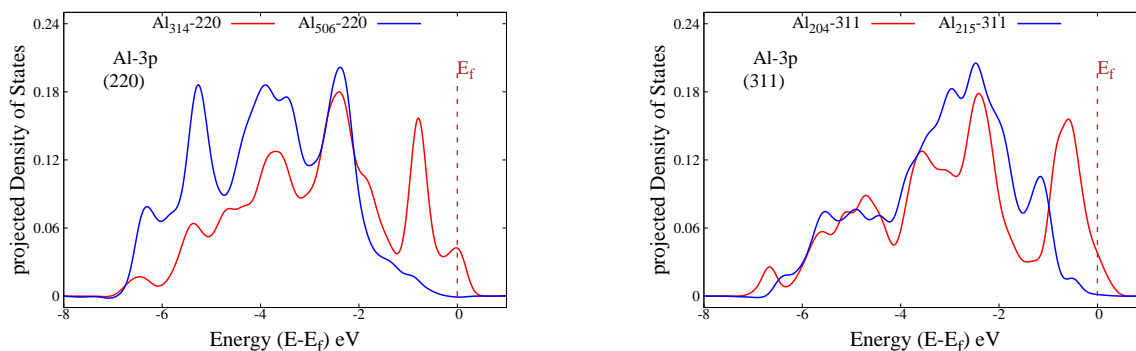 Al314-220 Al506-220
0.24
Al-3p
(220)
Ef
0.18
0.12
0.06
0
-8 -6 -4 -2 0
projected Density of States
Energy (E-Ef) eV
Al204-311 Al215-311
0.24
Al-3p
(311)
Ef
0.18
0.12
0.06
0
-8 -6 -4 -2 0
projected Density of States
Energy (E-Ef) eV